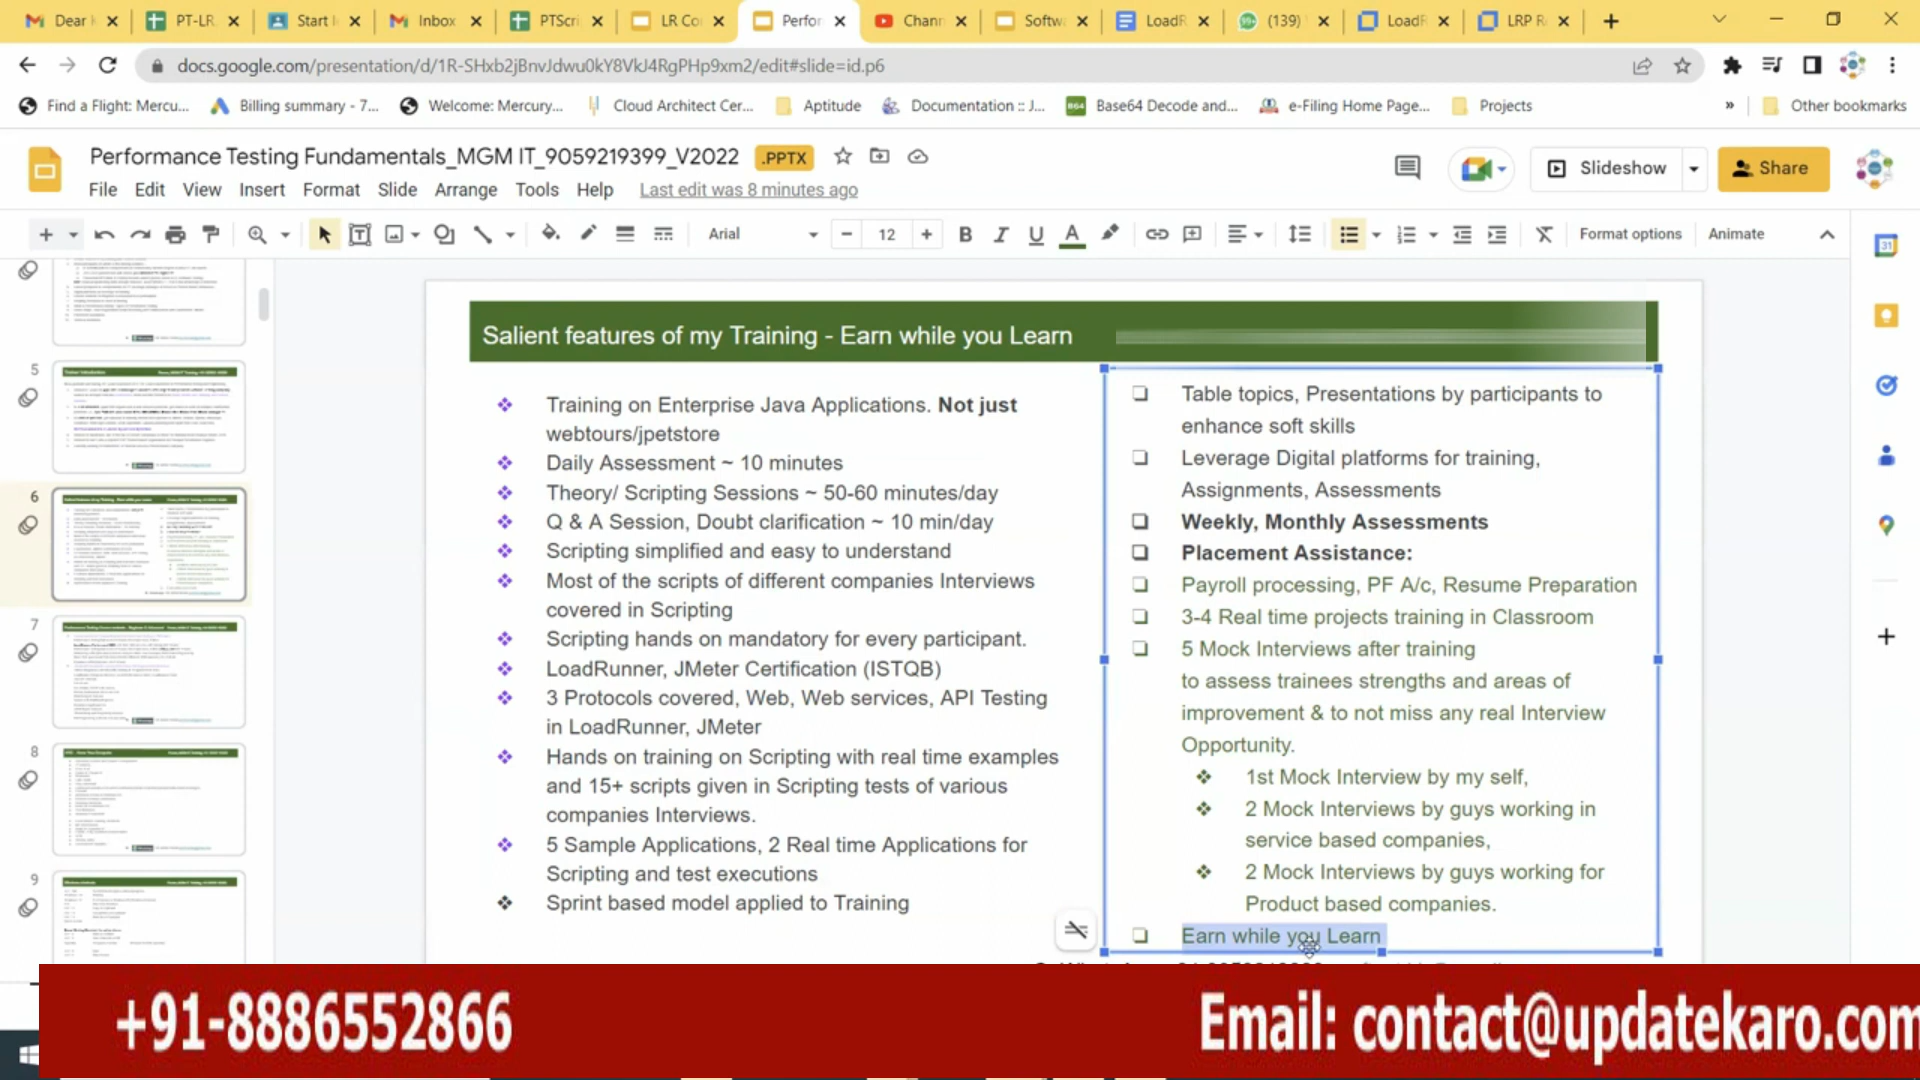 Dear
PT-LR
Start
Inbox
PTScri
LR Co
Perfor
Chann
Softw
LoadR
(139)
LoadR
LRP R
docs.google.com/presentation/d/1R-SHxb2jBnvJdwu0kY8VkJ4RgPHp9xm2/edit#slide=id.p6
Find a Flight: Mercu...
Billing summary - 7...
Welcome: Mercury...
Cloud Architect Cer...
Aptitude
Documentation :: J...
Base64 Decode and...
e-Filing Home Page...
Projects
»
Other bookmarks
Performance Testing Fundamentals_MGM IT_9059219399_V2022 .PPTX
Slideshow
Share
File Edit View Insert Format Slide Arrange Tools Help Last edit was 8 minutes ago
Arial
12
Format options
Animate
5
6
7
8
9
Salient features of my Training - Earn while you Learn
Training on Enterprise Java Applications. Not just
webtours/jpetstore
Daily Assessment ~ 10 minutes
Theory/ Scripting Sessions ~ 50-60 minutes/day
Q & A Session, Doubt clarification ~ 10 min/day
Scripting simplified and easy to understand
Most of the scripts of different companies Interviews
covered in Scripting
Scripting hands on mandatory for every participant.
LoadRunner, JMeter Certification (ISTQB)
3 Protocols covered, Web, Web services, API Testing
in LoadRunner, JMeter
Hands on training on Scripting with real time examples
and 15+ scripts given in Scripting tests of various
companies Interviews.
5 Sample Applications, 2 Real time Applications for
Scripting and test executions
Sprint based model applied to Training
Table topics, Presentations by participants to
enhance soft skills
Leverage Digital platforms for training,
Assignments, Assessments
Weekly, Monthly Assessments
Placement Assistance:
Payroll processing, PF A/c, Resume Preparation
3-4 Real time projects training in Classroom
5 Mock Interviews after training
to assess trainees strengths and areas of
improvement & to not miss any real Interview
Opportunity.
1st Mock Interview by my self,
2 Mock Interviews by guys working in
service based companies,
2 Mock Interviews by guys working for
Product based companies.
Earn while you Learn
+91-8886552866
Email: contact@updatekaro.com